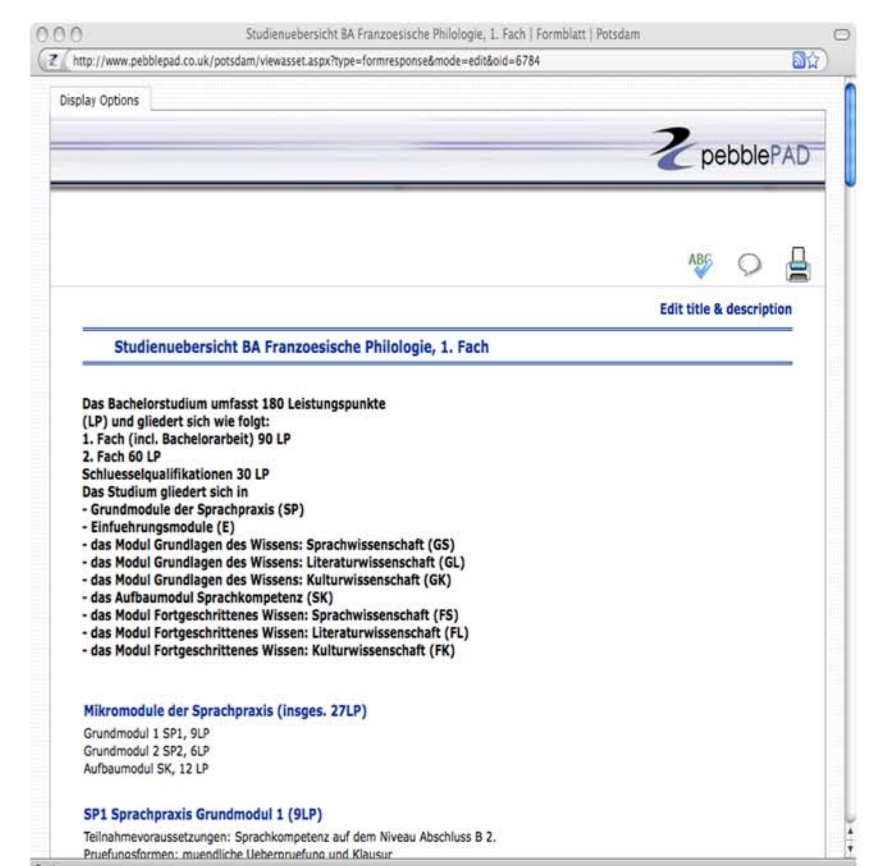 Studienuebersicht BA Franzoesische Philologie, 1. Fach | Formblatt | Potsdam
http://www.pebblepad.co.uk/potsdam/viewasset.aspx?type=formresponse&mode=edit&oid=6784
Display Options
pebblePAD
ABC
Edit title & description
Studienuebersicht BA Franzoesische Philologie, 1. Fach
Das Bachelorstudium umfasst 180 Leistungspunkte
(LP) und gliedert sich wie folgt:
1. Fach (incl. Bachelorarbeit) 90 LP
2. Fach 60 LP
Schluesselqualifikationen 30 LP
Das Studium gliedert sich in
- Grundmodule der Sprachpraxis (SP)
- Einfuehrungsmodule (E)
- das Modul Grundlagen des Wissens: Sprachwissenschaft (GS)
- das Modul Grundlagen des Wissens: Literaturwissenschaft (GL)
- das Modul Grundlagen des Wissens: Kulturwissenschaft (GK)
- das Aufbaumodul Sprachkompetenz (SK)
- das Modul Fortgeschrittenes Wissen: Sprachwissenschaft (FS)
- das Modul Fortgeschrittenes Wissen: Literaturwissenschaft (FL)
- das Modul Fortgeschrittenes Wissen: Kulturwissenschaft (FK)
Mikromodule der Sprachpraxis (insges. 27LP)
Grundmodul 1 SP1, 9LP
Grundmodul 2 SP2, 6LP
Aufbaumodul SK, 12 LP
SP1 Sprachpraxis Grundmodul 1 (9LP)
Teilnahmevoraussetzungen: Sprachkompetenz auf dem Niveau Abschluss B 2.
Pruefungsformen: muendliche Ueberpruefung und Klausur